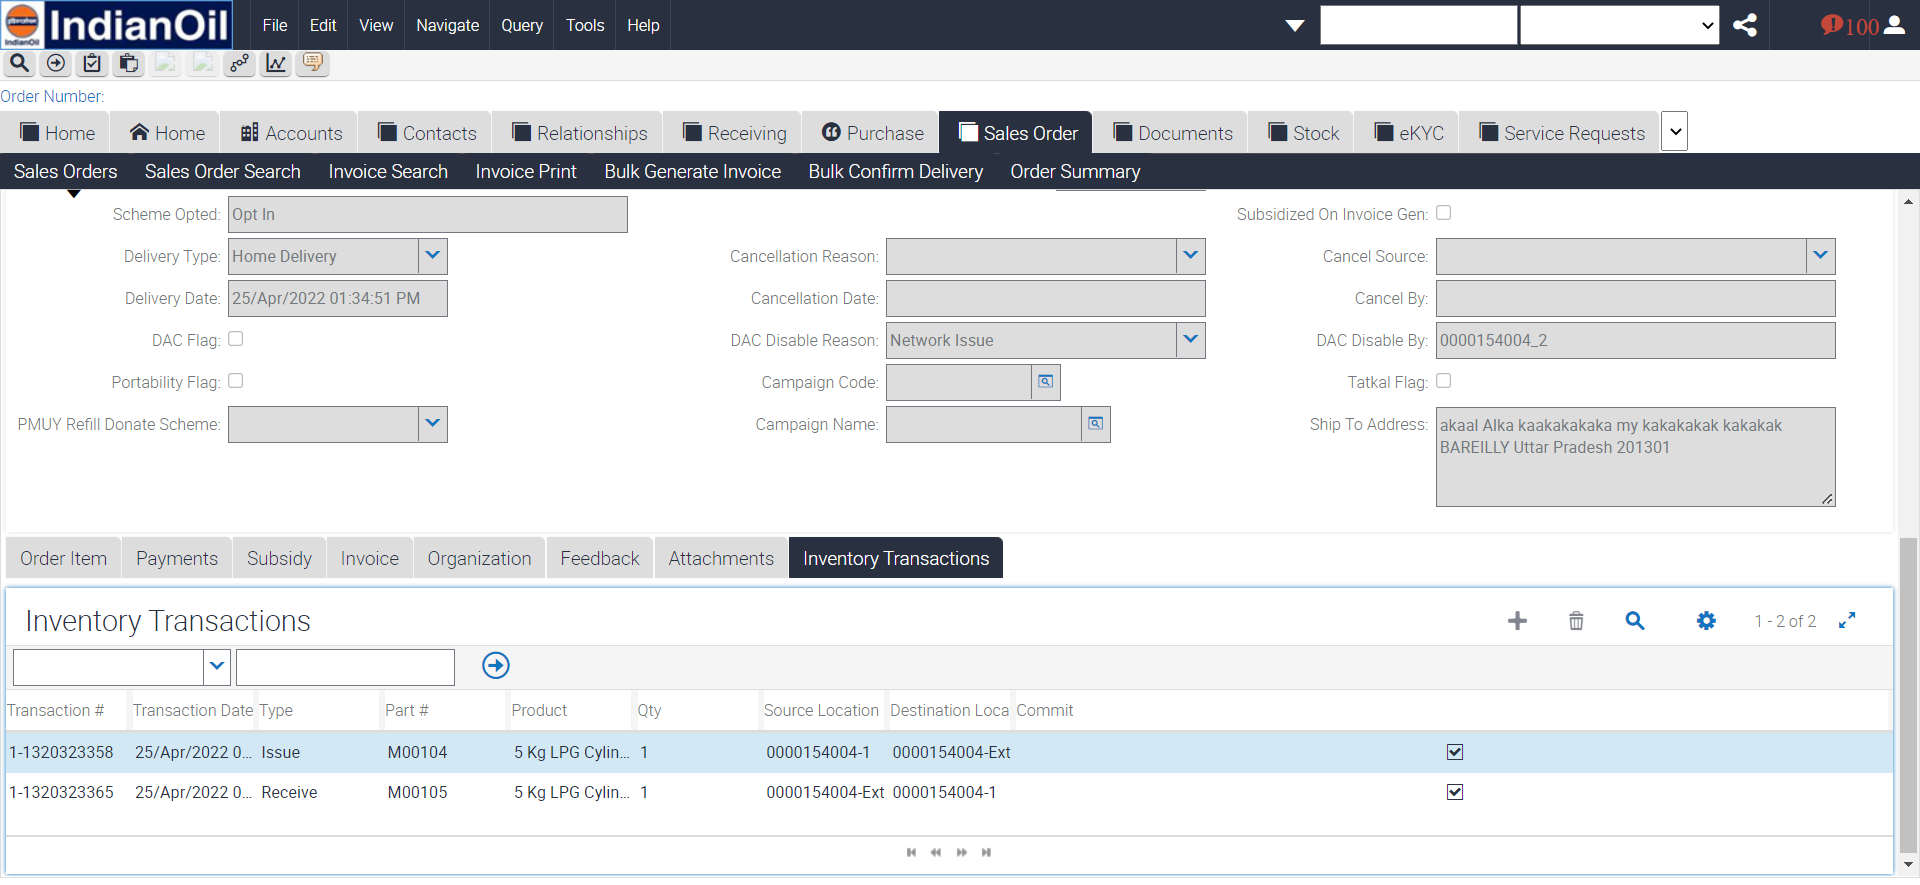 IndianOil
File Edit View Navigate Query Tools Help
100
Order Number:
Home Home Accounts Contacts Relationships Receiving Purchase Sales Order Documents Stock eKYC Service Requests
Sales Orders Sales Order Search Invoice Search Invoice Print Bulk Generate Invoice Bulk Confirm Delivery Order Summary
Scheme Opted: Opt In Subsidized On Invoice Gen:
Delivery Type: Home Delivery Cancellation Reason: Cancel Source:
Delivery Date: 25/Apr/2022 01:34:51 PM Cancellation Date: Cancel By:
DAC Flag: DAC Disable Reason: Network Issue DAC Disable By: 0000154004_2
Portability Flag: Campaign Code: Tatkal Flag:
PMUY Refill Donate Scheme: Campaign Name: Ship To Address: akaal Alka kaakakakaka my kakakakak kakakak
BAREILLY Uttar Pradesh 201301
Order Item Payments Subsidy Invoice Organization Feedback Attachments Inventory Transactions
Inventory Transactions 1 - 2 of 2
Transaction # Transaction Date Type Part # Product Qty Source Location Destination Loca Commit
1-1320323358 25/Apr/2022 0... Issue M00104 5 Kg LPG Cylin... 1 0000154004-1 0000154004-Ext
1-1320323365 25/Apr/2022 0... Receive M00105 5 Kg LPG Cylin... 1 0000154004-Ext 0000154004-1